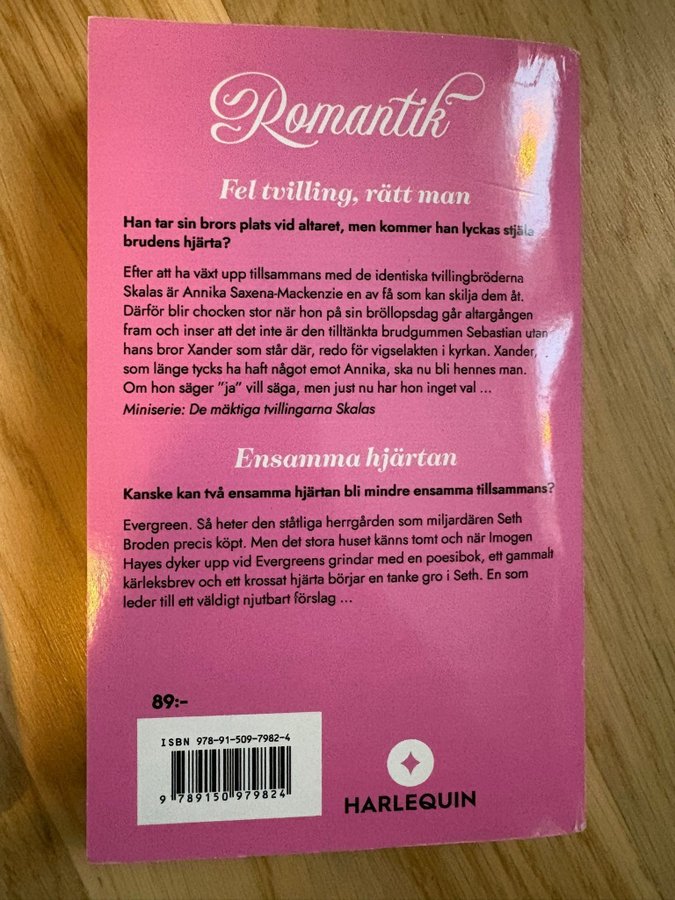 Romantik
Fel tvilling, rätt man
Han tar sin brors plats vid altaret, men kommer han lyckas stjäla
brudens hjärta?
Efter att ha växt upp tillsammans med de identiska tvillingbröderna
Skalas är Annika Saxena-Mackenzie en av få som kan skilja dem åt.
Därför blir chocken stor när hon på sin bröllopsdag går altargången
fram och inser att det inte är den tilltänkta brudgummen Sebastian utan
hans bror Xander som står där, redo för vigselakten i kyrkan. Xander,
som länge tycks ha haft något emot Annika, ska nu bli hennes man.
Om hon säger ”ja” vill säga, men just nu har hon inget val ...
Miniserie: De mäktiga tvillingarna Skalas
Ensamma hjärtan
Kanske kan två ensamma hjärtan bli mindre ensamma tillsammans?
Evergreen. Så heter den ståtliga herrgården som miljardären Seth
Broden precis köpt. Men det stora huset känns tomt och när Imogen
Hayes dyker upp vid Evergreens grindar med en poesibok, ett gammalt
kärleksbrev och ett krossat hjärta börjar en tanke gro i Seth. En som
leder till ett väldigt njutbart förslag ...
89:-
ISBN 978-91-509-7982-4
9 789150 979824
HARLEQUIN